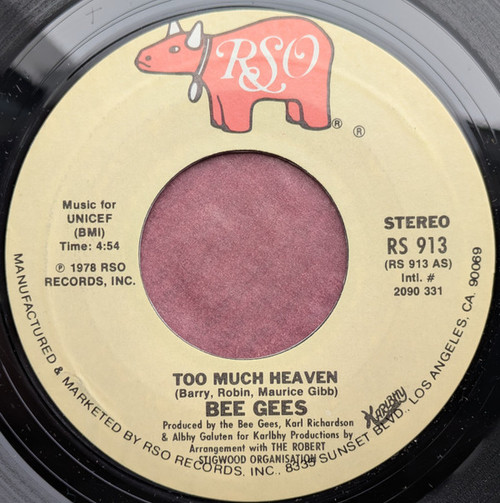 RSO
® ®
Music for
UNICEF
(BMI)
Time: 4:54
℗ 1978 RSO
RECORDS, INC.
STEREO
RS 913
(RS 913 AS)
Intl. #
2090 331
TOO MUCH HEAVEN
(Barry, Robin, Maurice Gibb)
BEE GEES
Produced by the Bee Gees, Karl Richardson
& Albhy Galuten for Karlbhy Productions by
Arrangement with THE ROBERT
STIGWOOD ORGANISATION
Karlbhy
MANUFACTURED & MARKETED BY RSO RECORDS, INC., 8335 SUNSET BLVD., LOS ANGELES, CA. 90069